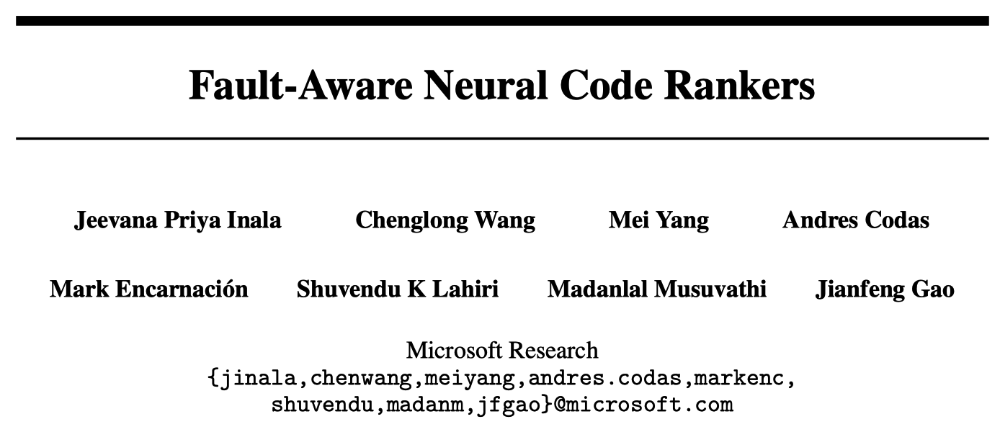 Fault-Aware Neural Code Rankers
Jeevana Priya Inala Chenglong Wang Mei Yang Andres Codas
Mark Encarnación Shuvendu K Lahiri Madanlal Musuvathi Jianfeng Gao
Microsoft Research
{jinala,chenwang,meiyang,andres.codas,markenc,
shuvendu,madanm,jfgao}@microsoft.com